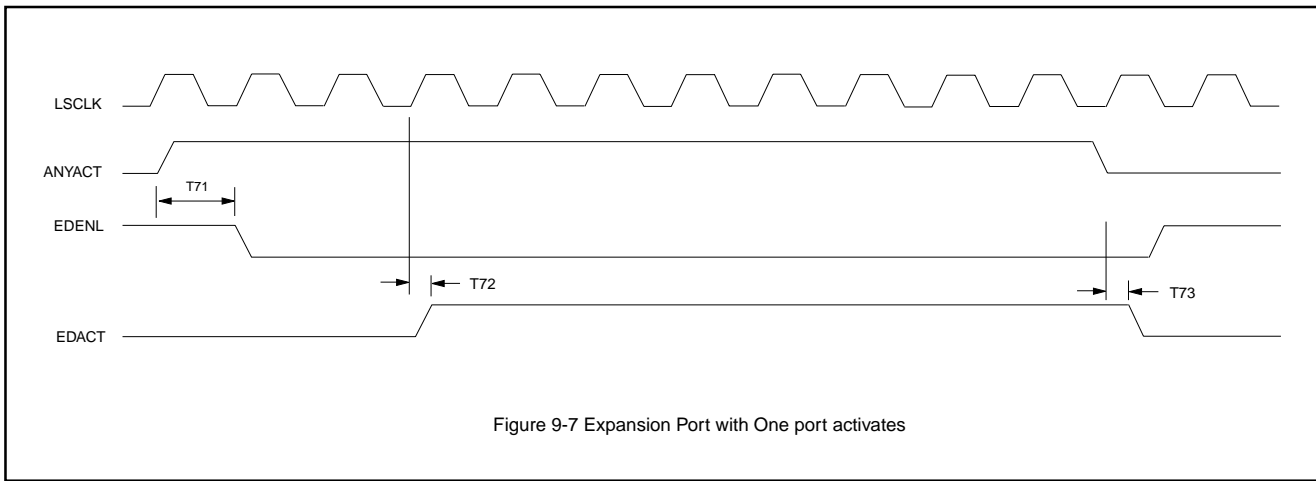 LSCLK
ANYACT
T71
EDENL
T72
T73
EDACT
Figure 9-7 Expansion Port with One port activates